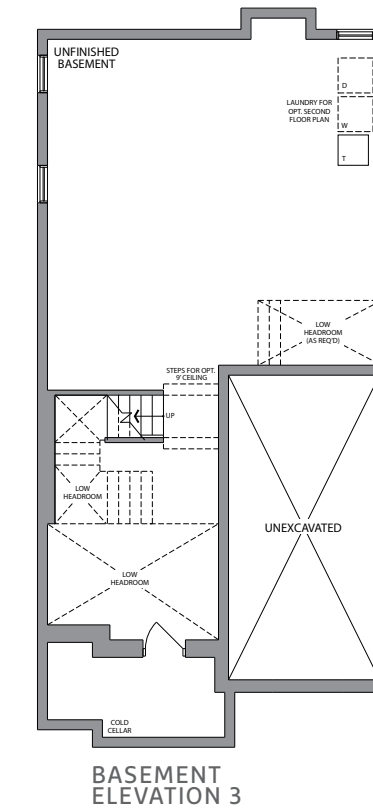 UNFINISHED
BASEMENT
D
LAUNDRY FOR
OPT. SECOND
FLOOR PLAN
W
T
LOW
HEADROOM
(AS REQ'D)
STEPS FOR OPT.
9' CEILING
UP
LOW
HEADROOM
UNEXCAVATED
LOW
HEADROOM
COLD
CELLAR
BASEMENT
ELEVATION 3